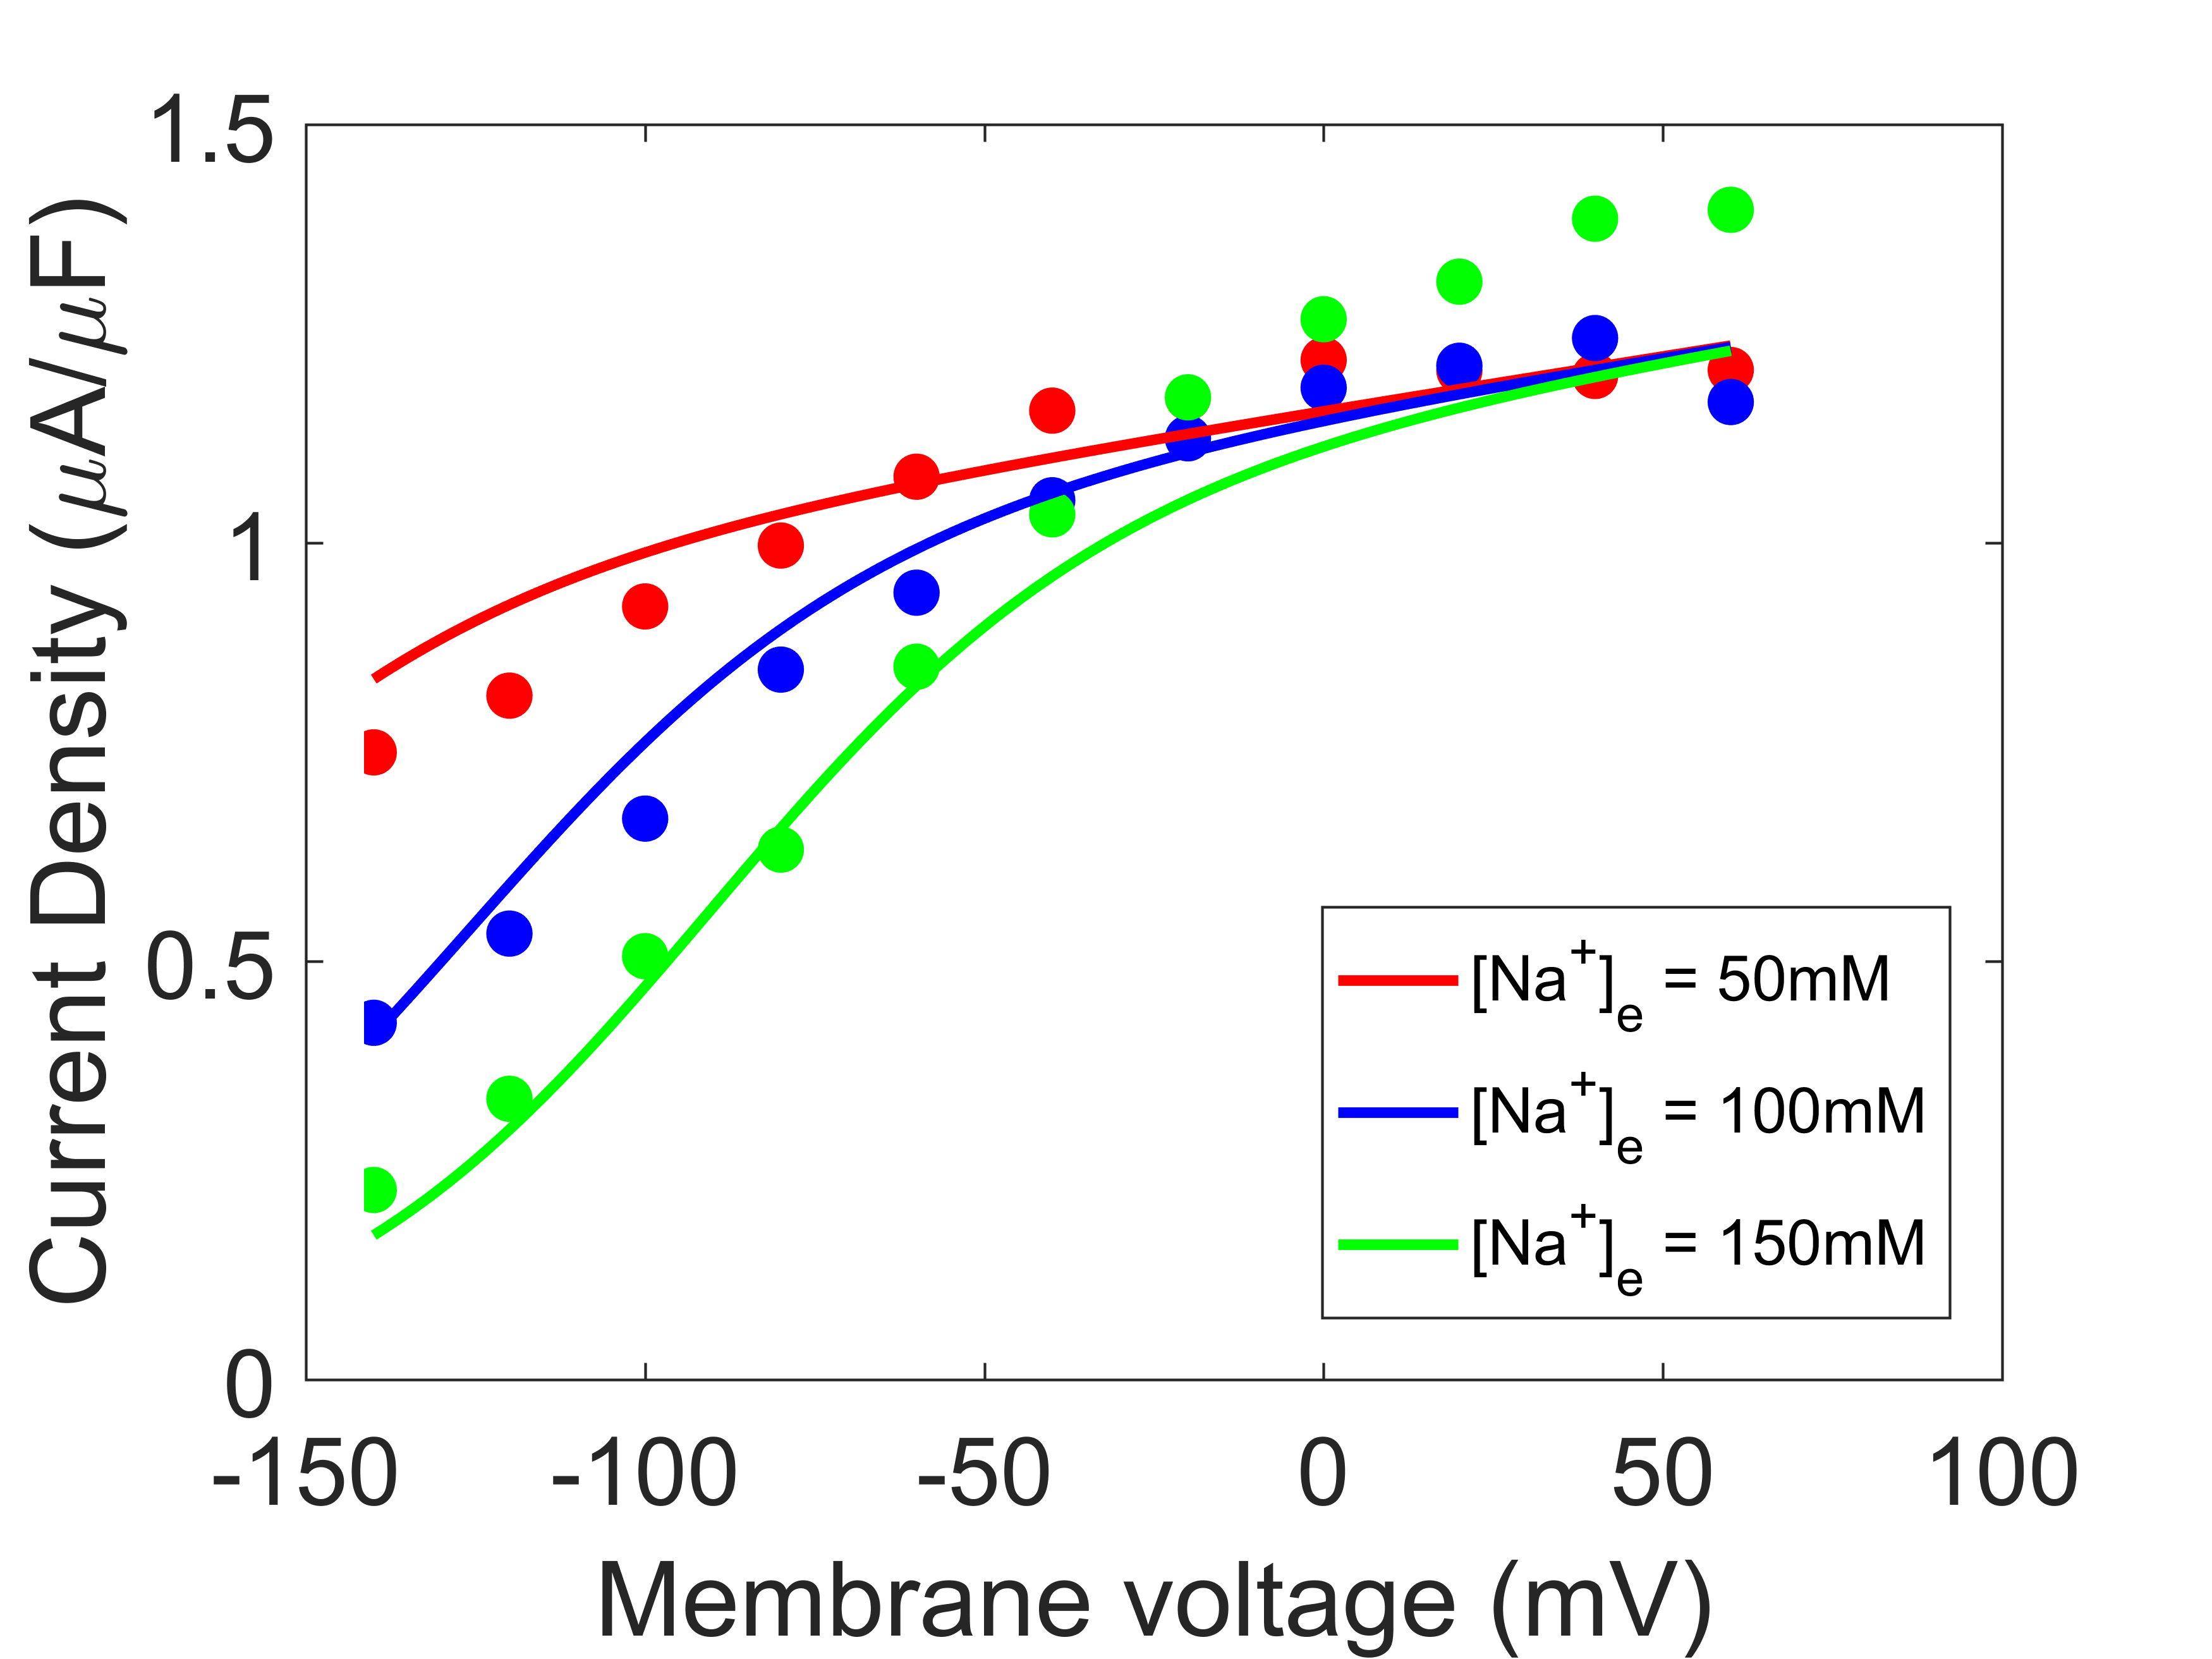 Current Density (μA/μF)
1.5
1
0.5
0
-150 -100 -50 0 50 100
Membrane voltage (mV)
[Na⁺]ₑ = 50mM
[Na⁺]ₑ = 100mM
[Na⁺]ₑ = 150mM